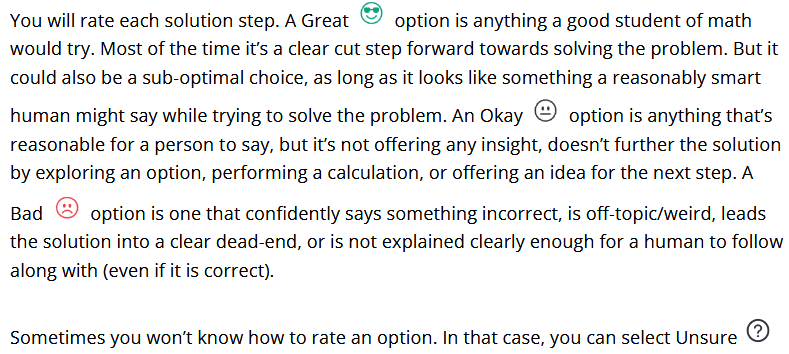 You will rate each solution step. A Great option is anything a good student of math
would try. Most of the time it's a clear cut step forward towards solving the problem. But it
could also be a sub-optimal choice, as long as it looks like something a reasonably smart
human might say while trying to solve the problem. An Okay option is anything that's
reasonable for a person to say, but it's not offering any insight, doesn't further the solution
by exploring an option, performing a calculation, or offering an idea for the next step. A
Bad option is one that confidently says something incorrect, is off-topic/weird, leads
the solution into a clear dead-end, or is not explained clearly enough for a human to follow
along with (even if it is correct).
Sometimes you won't know how to rate an option. In that case, you can select Unsure ?